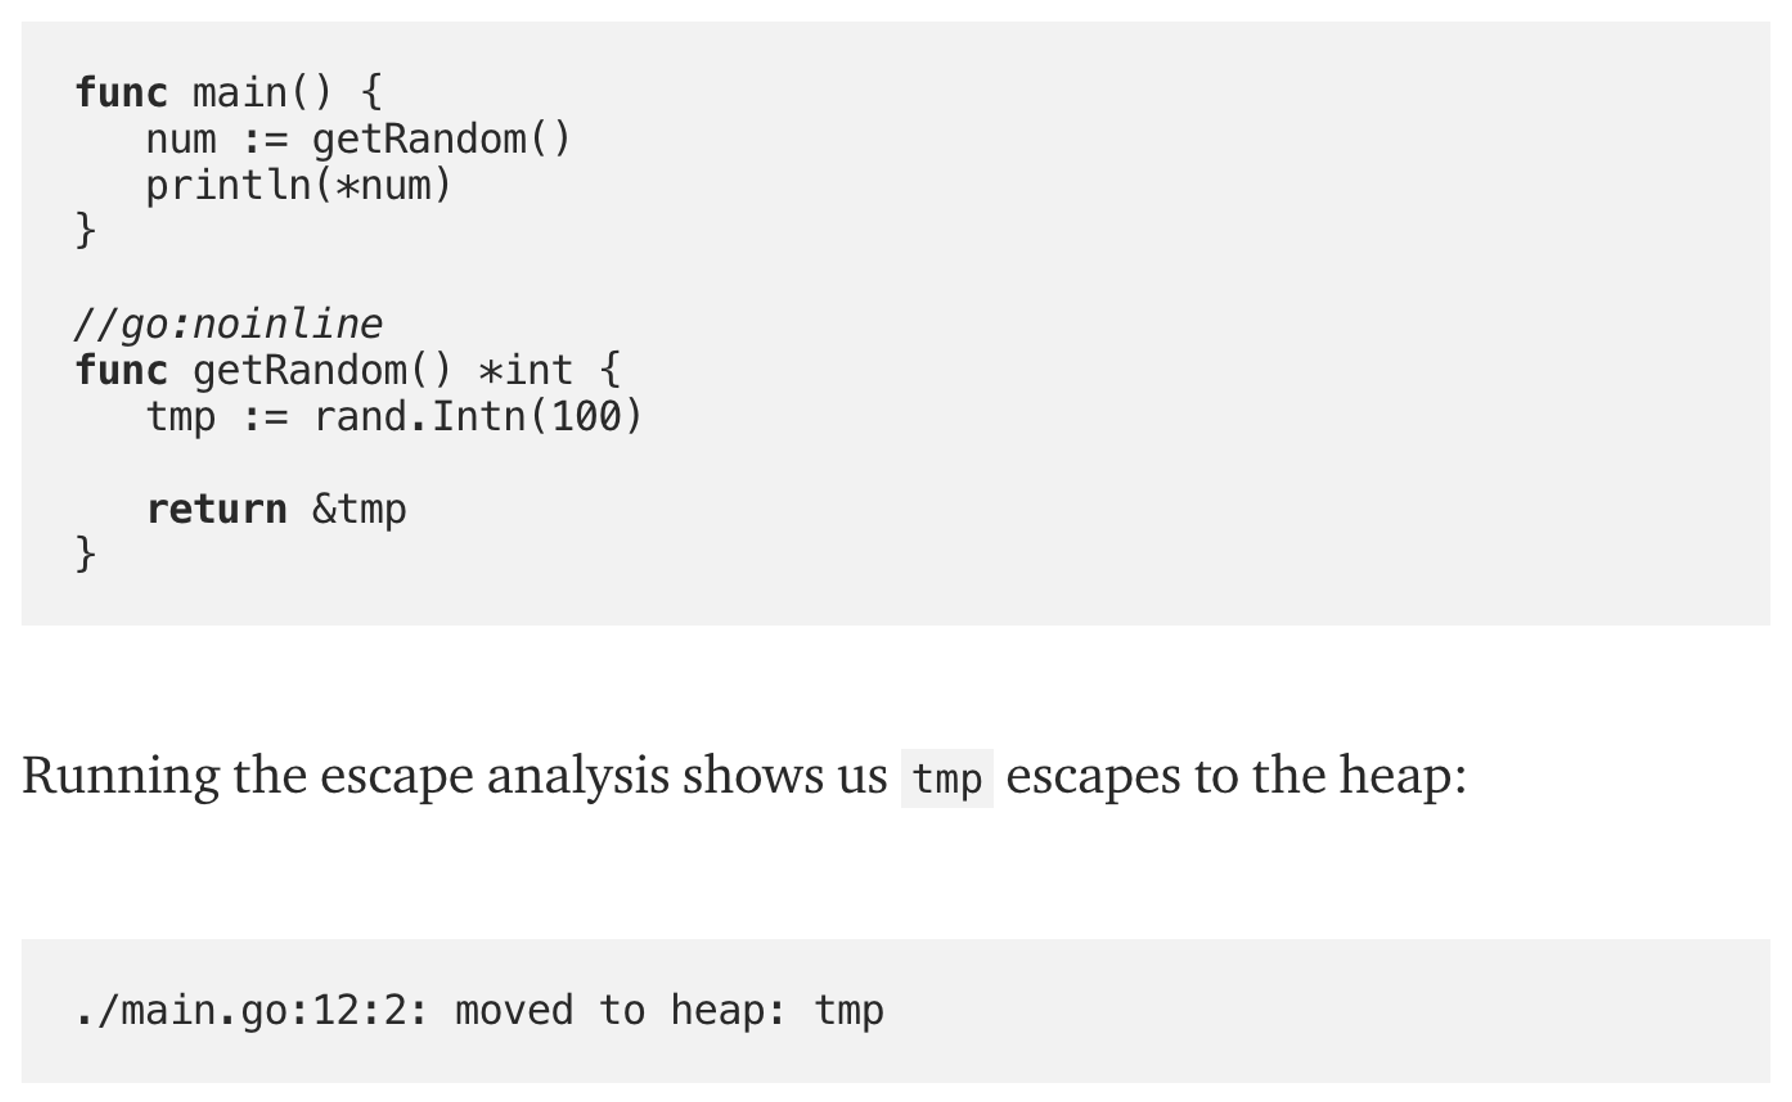 func main() {
   num := getRandom()
   println(*num)
}

//go:noinline
func getRandom() *int {
   tmp := rand.Intn(100)

   return &tmp
}

Running the escape analysis shows us tmp escapes to the heap:

./main.go:12:2: moved to heap: tmp